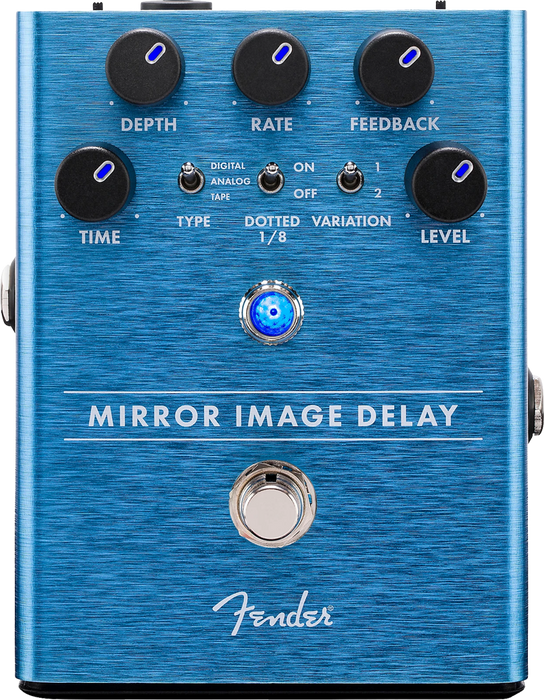 DEPTH RATE FEEDBACK
DIGITAL ON 1
ANALOG
TAPE OFF 2
TYPE DOTTED VARIATION
1/8
TIME LEVEL
MIRROR IMAGE DELAY
Fender®